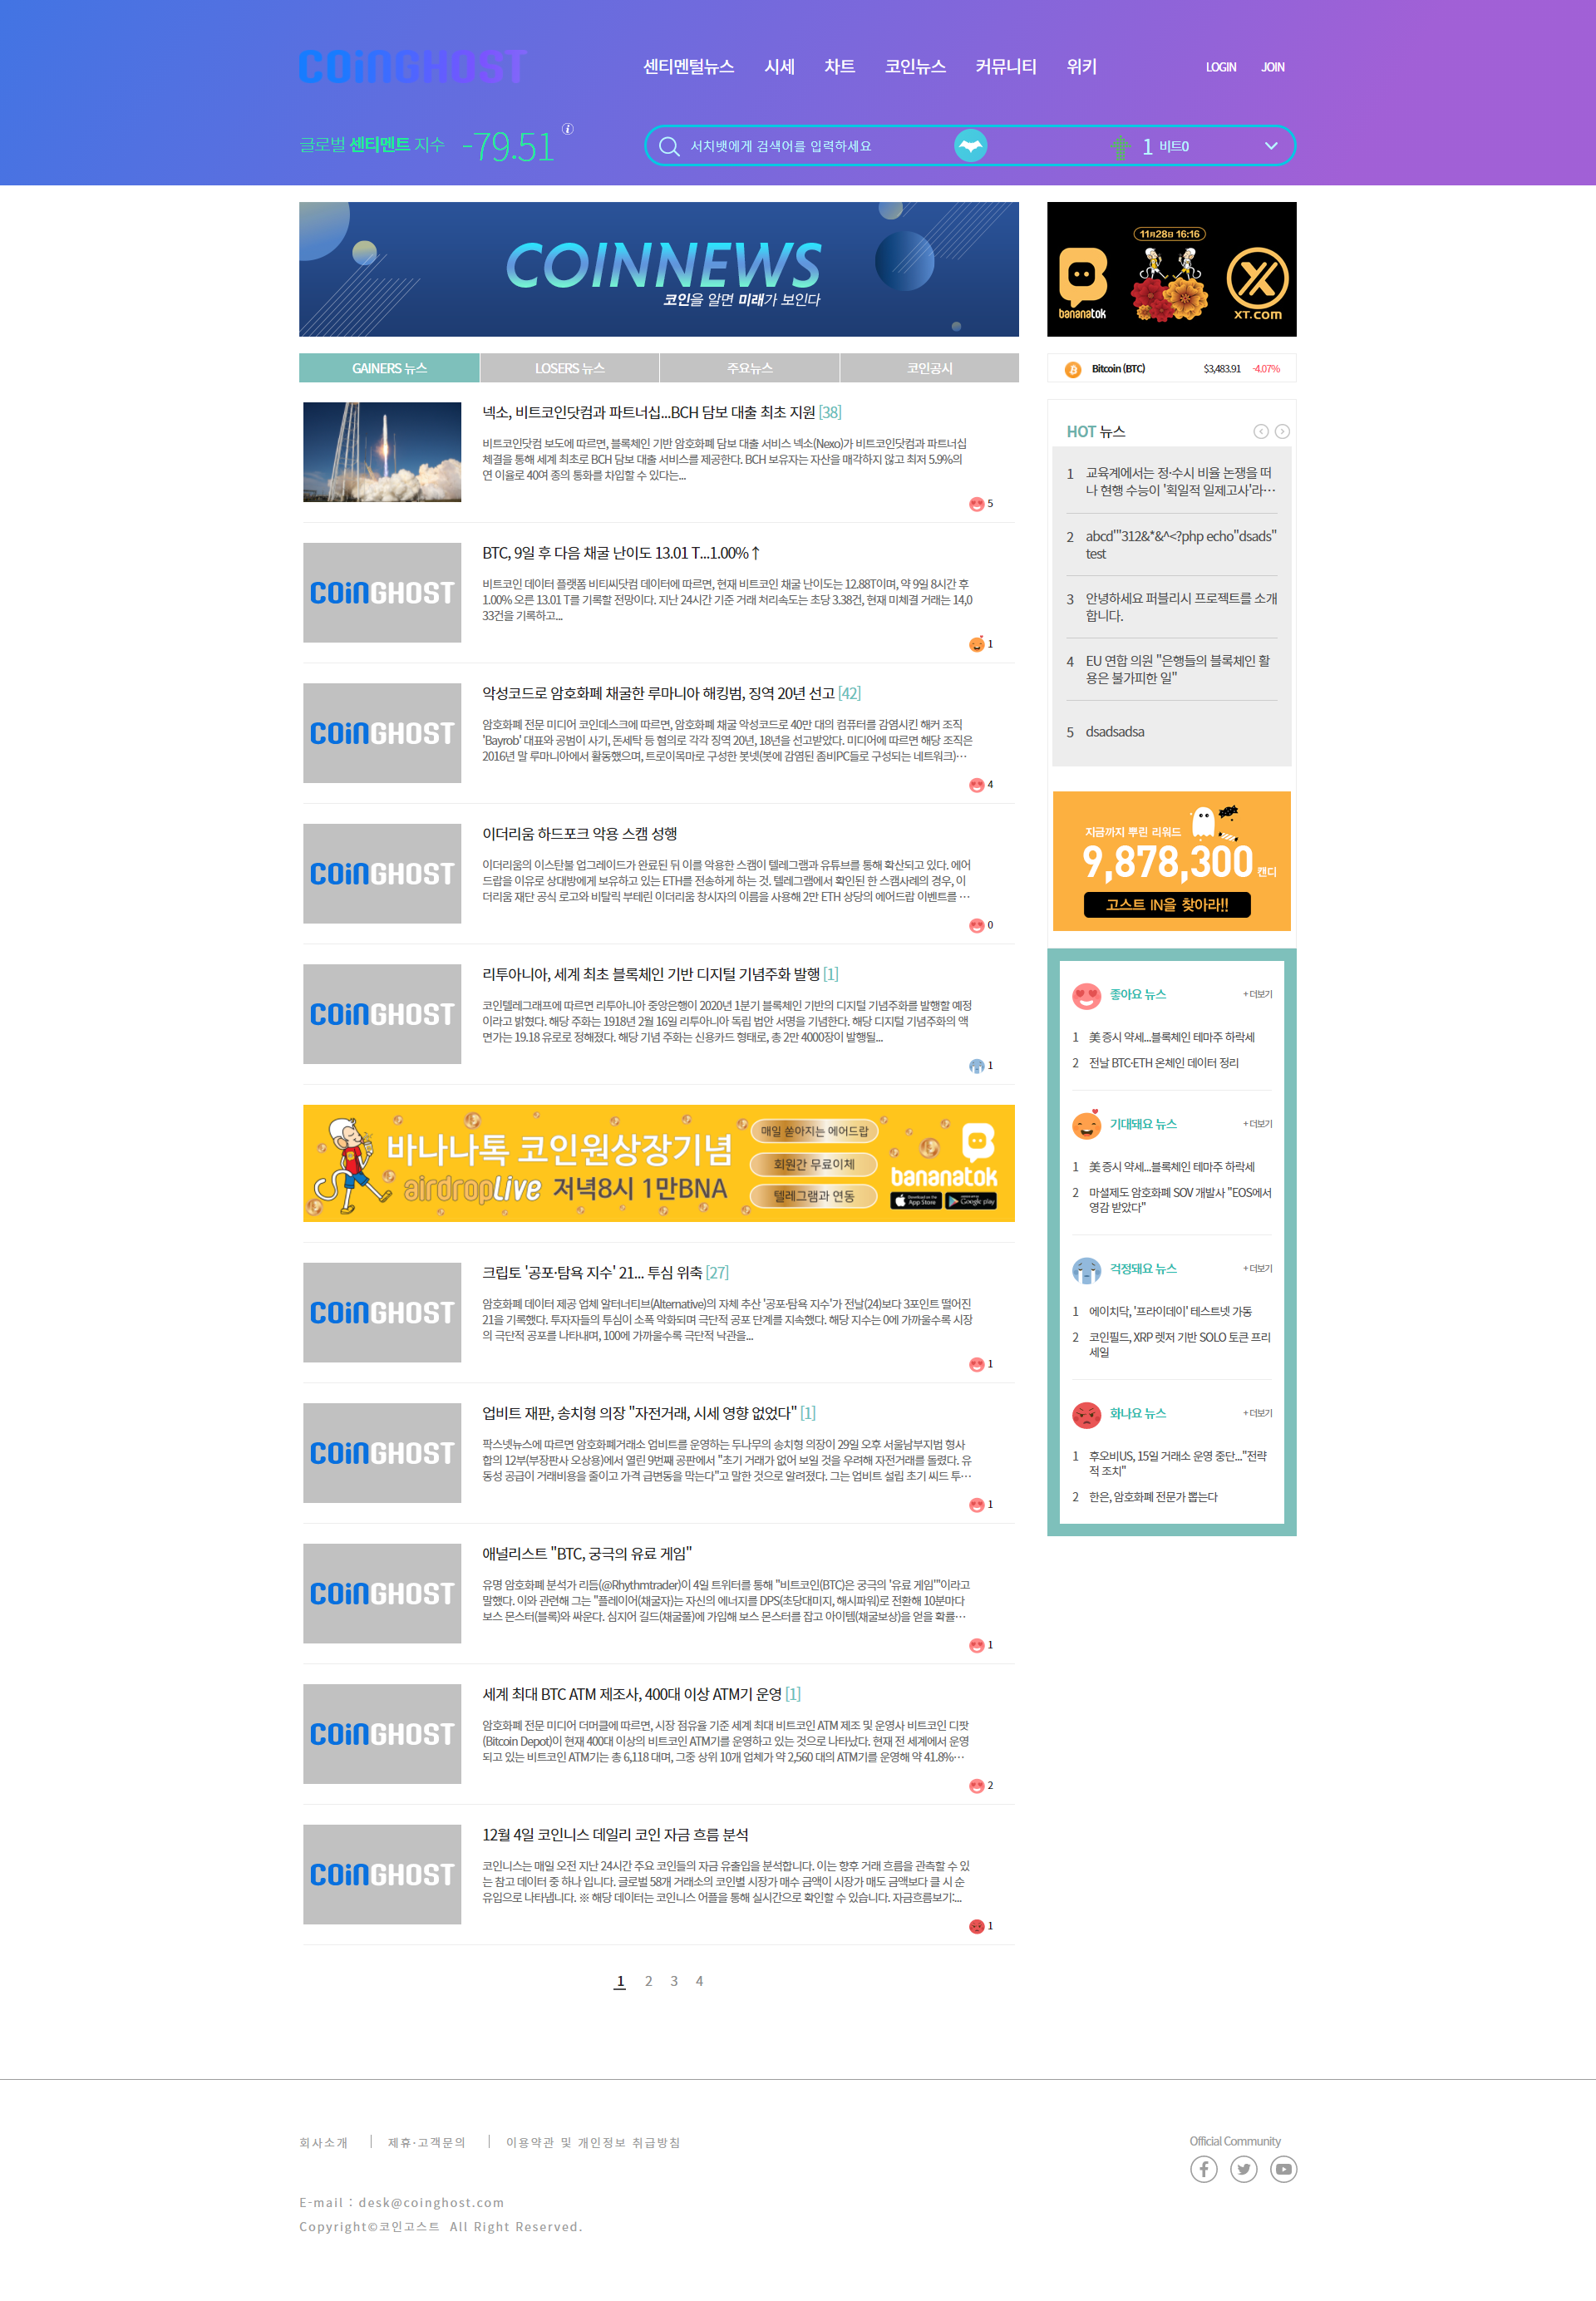 COiNGHOST
센티멘털뉴스 시세 차트 코인뉴스 커뮤니티 위키
LOGIN JOIN
글로벌 센티멘트 지수 -79.51
서치뱃에게 검색어를 입력하세요
1 비트0
COINNEWS
코인을 알면 미래가 보인다
11月28日 16:16
bananatok
XT.com
GAINERS 뉴스
LOSERS 뉴스
주요뉴스
코인공시
Bitcoin (BTC) $3,483.91 -4.07%
넥소, 비트코인닷컴과 파트너십...BCH 담보 대출 최초 지원 [38]
비트코인닷컴 보도에 따르면, 블록체인 기반 암호화폐 담보 대출 서비스 넥소(Nexo)가 비트코인닷컴과 파트너십
체결을 통해 세계 최초로 BCH 담보 대출 서비스를 제공한다. BCH 보유자는 자산을 매각하지 않고 최저 5.9%의
연 이율로 40여 종의 통화를 차입할 수 있다는...
5
COiNGHOST
BTC, 9일 후 다음 채굴 난이도 13.01 T...1.00%↑
비트코인 데이터 플랫폼 비티씨닷컴 데이터에 따르면, 현재 비트코인 채굴 난이도는 12.88T이며, 약 9일 8시간 후
1.00% 오른 13.01 T를 기록할 전망이다. 지난 24시간 기준 거래 처리속도는 초당 3.38건, 현재 미체결 거래는 14,0
33건을 기록하고...
1
COiNGHOST
악성코드로 암호화폐 채굴한 루마니아 해킹범, 징역 20년 선고 [42]
암호화폐 전문 미디어 코인데스크에 따르면, 암호화폐 채굴 악성코드로 40만 대의 컴퓨터를 감염시킨 해커 조직
'Bayrob' 대표와 공범이 사기, 돈세탁 등 혐의로 각각 징역 20년, 18년을 선고받았다. 미디어에 따르면 해당 조직은
2016년 말 루마니아에서 활동했으며, 트로이목마로 구성한 봇넷(봇에 감염된 좀비PC들로 구성되는 네트워크)…
4
COiNGHOST
이더리움 하드포크 악용 스캠 성행
이더리움의 이스탄불 업그레이드가 완료된 뒤 이를 악용한 스캠이 텔레그램과 유튜브를 통해 확산되고 있다. 에어
드랍을 이유로 상대방에게 보유하고 있는 ETH를 전송하게 하는 것. 텔레그램에서 확인된 한 스캠사례의 경우, 이
더리움 재단 공식 로고와 비탈릭 부테린 이더리움 창시자의 이름을 사용해 2만 ETH 상당의 에어드랍 이벤트를 …
0
COiNGHOST
리투아니아, 세계 최초 블록체인 기반 디지털 기념주화 발행 [1]
코인텔레그래프에 따르면 리투아니아 중앙은행이 2020년 1분기 블록체인 기반의 디지털 기념주화를 발행할 예정
이라고 밝혔다. 해당 주화는 1918년 2월 16일 리투아니아 독립 법안 서명을 기념한다. 해당 디지털 기념주화의 액
면가는 19.18 유로로 정해졌다. 해당 기념 주화는 신용카드 형태로, 총 2만 4000장이 발행될...
1
바나나톡 코인원상장기념
airdroplive 저녁8시 1만BNA
매일 쏟아지는 에어드랍
회원간 무료이체
텔레그램과 연동
bananatok
App Store
Google play
COiNGHOST
크립토 '공포·탐욕 지수' 21... 투심 위축 [27]
암호화폐 데이터 제공 업체 알터너티브(Alternative)의 자체 추산 '공포·탐욕 지수'가 전날(24)보다 3포인트 떨어진
21을 기록했다. 투자자들의 투심이 소폭 악화되며 극단적 공포 단계를 지속했다. 해당 지수는 0에 가까울수록 시장
의 극단적 공포를 나타내며, 100에 가까울수록 극단적 낙관을...
1
COiNGHOST
업비트 재판, 송치형 의장 "자전거래, 시세 영향 없었다" [1]
팍스넷뉴스에 따르면 암호화폐거래소 업비트를 운영하는 두나무의 송치형 의장이 29일 오후 서울남부지법 형사
합의 12부(부장판사 오상용)에서 열린 9번째 공판에서 "초기 거래가 없어 보일 것을 우려해 자전거래를 돌렸다. 유
동성 공급이 거래비용을 줄이고 가격 급변동을 막는다"고 말한 것으로 알려졌다. 그는 업비트 설립 초기 씨드 투…
1
COiNGHOST
애널리스트 "BTC, 궁극의 유료 게임"
유명 암호화폐 분석가 리듬(@Rhythmtrader)이 4일 트위터를 통해 "비트코인(BTC)은 궁극의 '유료 게임'"이라고
말했다. 이와 관련해 그는 "플레이어(채굴자)는 자신의 에너지를 DPS(초당대미지, 해시파워)로 전환해 10분마다
보스 몬스터(블록)와 싸운다. 심지어 길드(채굴풀)에 가입해 보스 몬스터를 잡고 아이템(채굴보상)을 얻을 확률…
1
COiNGHOST
세계 최대 BTC ATM 제조사, 400대 이상 ATM기 운영 [1]
암호화폐 전문 미디어 더머클에 따르면, 시장 점유율 기준 세계 최대 비트코인 ATM 제조 및 운영사 비트코인 디팟
(Bitcoin Depot)이 현재 400대 이상의 비트코인 ATM기를 운영하고 있는 것으로 나타났다. 현재 전 세계에서 운영
되고 있는 비트코인 ATM기는 총 6,118 대며, 그중 상위 10개 업체가 약 2,560 대의 ATM기를 운영해 약 41.8%…
2
COiNGHOST
12월 4일 코인니스 데일리 코인 자금 흐름 분석
코인니스는 매일 오전 지난 24시간 주요 코인들의 자금 유출입을 분석합니다. 이는 향후 거래 흐름을 관측할 수 있
는 참고 데이터 중 하나 입니다. 글로벌 58개 거래소의 코인별 시장가 매수 금액이 시장가 매도 금액보다 클 시 순
유입으로 나타냅니다. ※ 해당 데이터는 코인니스 어플을 통해 실시간으로 확인할 수 있습니다. 자금흐름보기:...
1
1 2 3 4
HOT 뉴스
1 교육계에서는 정·수시 비율 논쟁을 떠
나 현행 수능이 '획일적 일제고사'라…
2 abcd'"312&*&^<?php echo"dsads"
test
3 안녕하세요 퍼블리시 프로젝트를 소개
합니다.
4 EU 연합 의원 "은행들의 블록체인 활
용은 불가피한 일"
5 dsadsadsa
지금까지 뿌린 리워드
9,878,300 캔디
고스트 IN을 찾아라!!
좋아요 뉴스 + 더보기
1 美 증시 약세...블록체인 테마주 하락세
2 전날 BTC·ETH 온체인 데이터 정리
기대돼요 뉴스 + 더보기
1 美 증시 약세...블록체인 테마주 하락세
2 마셜제도 암호화폐 SOV 개발사 "EOS에서
영감 받았다"
걱정돼요 뉴스 + 더보기
1 에이치닥, '프라이데이' 테스트넷 가동
2 코인필드, XRP 렛저 기반 SOLO 토큰 프리
세일
화나요 뉴스 + 더보기
1 후오비US, 15일 거래소 운영 중단..."전략
적 조치"
2 한은, 암호화폐 전문가 뽑는다
회사소개 제휴·고객문의 이용약관 및 개인정보 취급방침
Official Community
E-mail : desk@coinghost.com
Copyright©코인고스트 All Right Reserved.